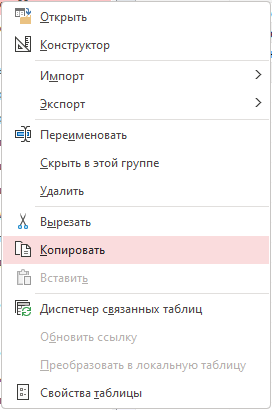 Открыть
Конструктор
Импорт
Экспорт
Переименовать
Скрыть в этой группе
Удалить
Вырезать
Копировать
Вставить
Диспетчер связанных таблиц
Обновить ссылку
Преобразовать в локальную таблицу
Свойства таблицы